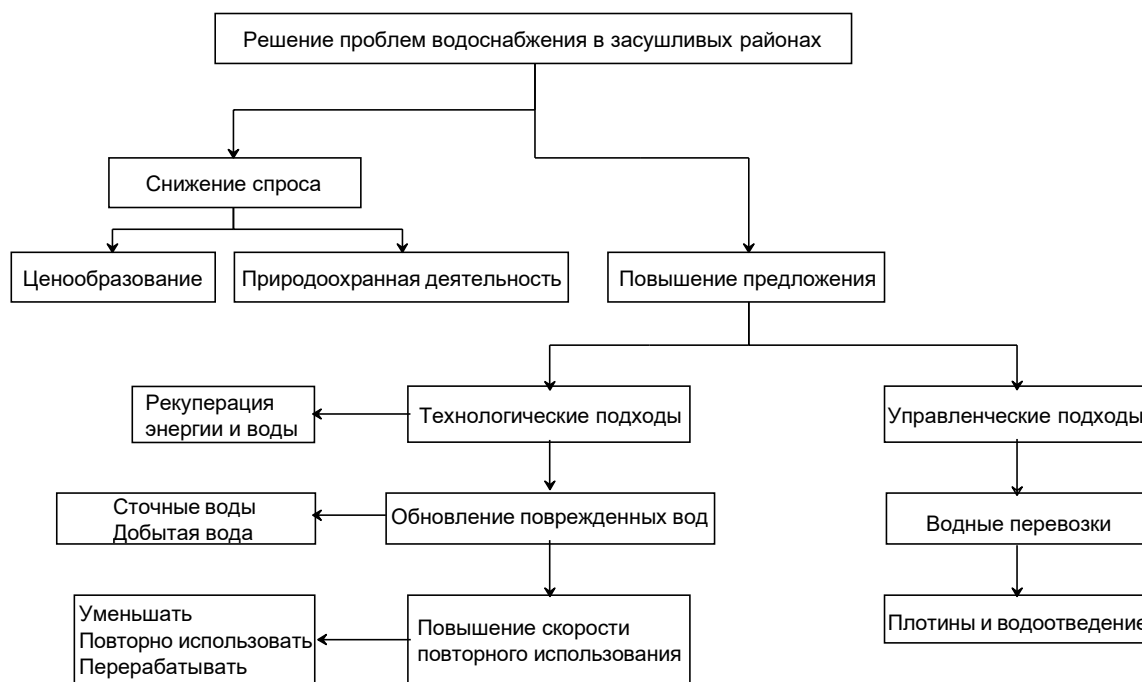 Решение проблем водоснабжения в засушливых районах
Снижение спроса
Ценообразование
Природоохранная деятельность
Повышение предложения
Рекуперация
энергии и воды
Технологические подходы
Управленческие подходы
Сточные воды
Добытая вода
Обновление поврежденных вод
Водные перевозки
Уменьшать
Повторно использовать
Перерабатывать
Повышение скорости
повторного использования
Плотины и водоотведение